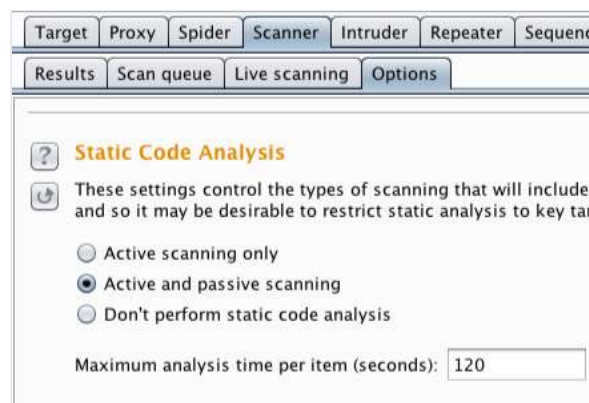 Target Proxy Spider Scanner Intruder Repeater Sequenc
Results Scan queue Live scanning Options
? Static Code Analysis
These settings control the types of scanning that will include
and so it may be desirable to restrict static analysis to key tar
Active scanning only
Active and passive scanning
Don't perform static code analysis
Maximum analysis time per item (seconds): 120